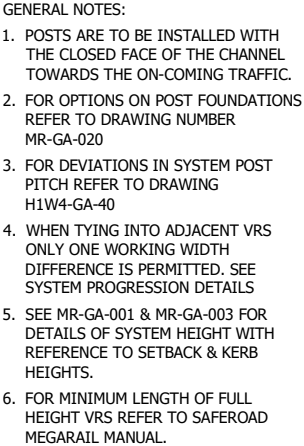 GENERAL NOTES:
1. POSTS ARE TO BE INSTALLED WITH
THE CLOSED FACE OF THE CHANNEL
TOWARDS THE ON-COMING TRAFFIC.
2. FOR OPTIONS ON POST FOUNDATIONS
REFER TO DRAWING NUMBER
MR-GA-020
3. FOR DEVIATIONS IN SYSTEM POST
PITCH REFER TO DRAWING
H1W4-GA-40
4. WHEN TYING INTO ADJACENT VRS
ONLY ONE WORKING WIDTH
DIFFERENCE IS PERMITTED. SEE
SYSTEM PROGRESSION DETAILS
5. SEE MR-GA-001 & MR-GA-003 FOR
DETAILS OF SYSTEM HEIGHT WITH
REFERENCE TO SETBACK & KERB
HEIGHTS.
6. FOR MINIMUM LENGTH OF FULL
HEIGHT VRS REFER TO SAFEROAD
MEGARAIL MANUAL.